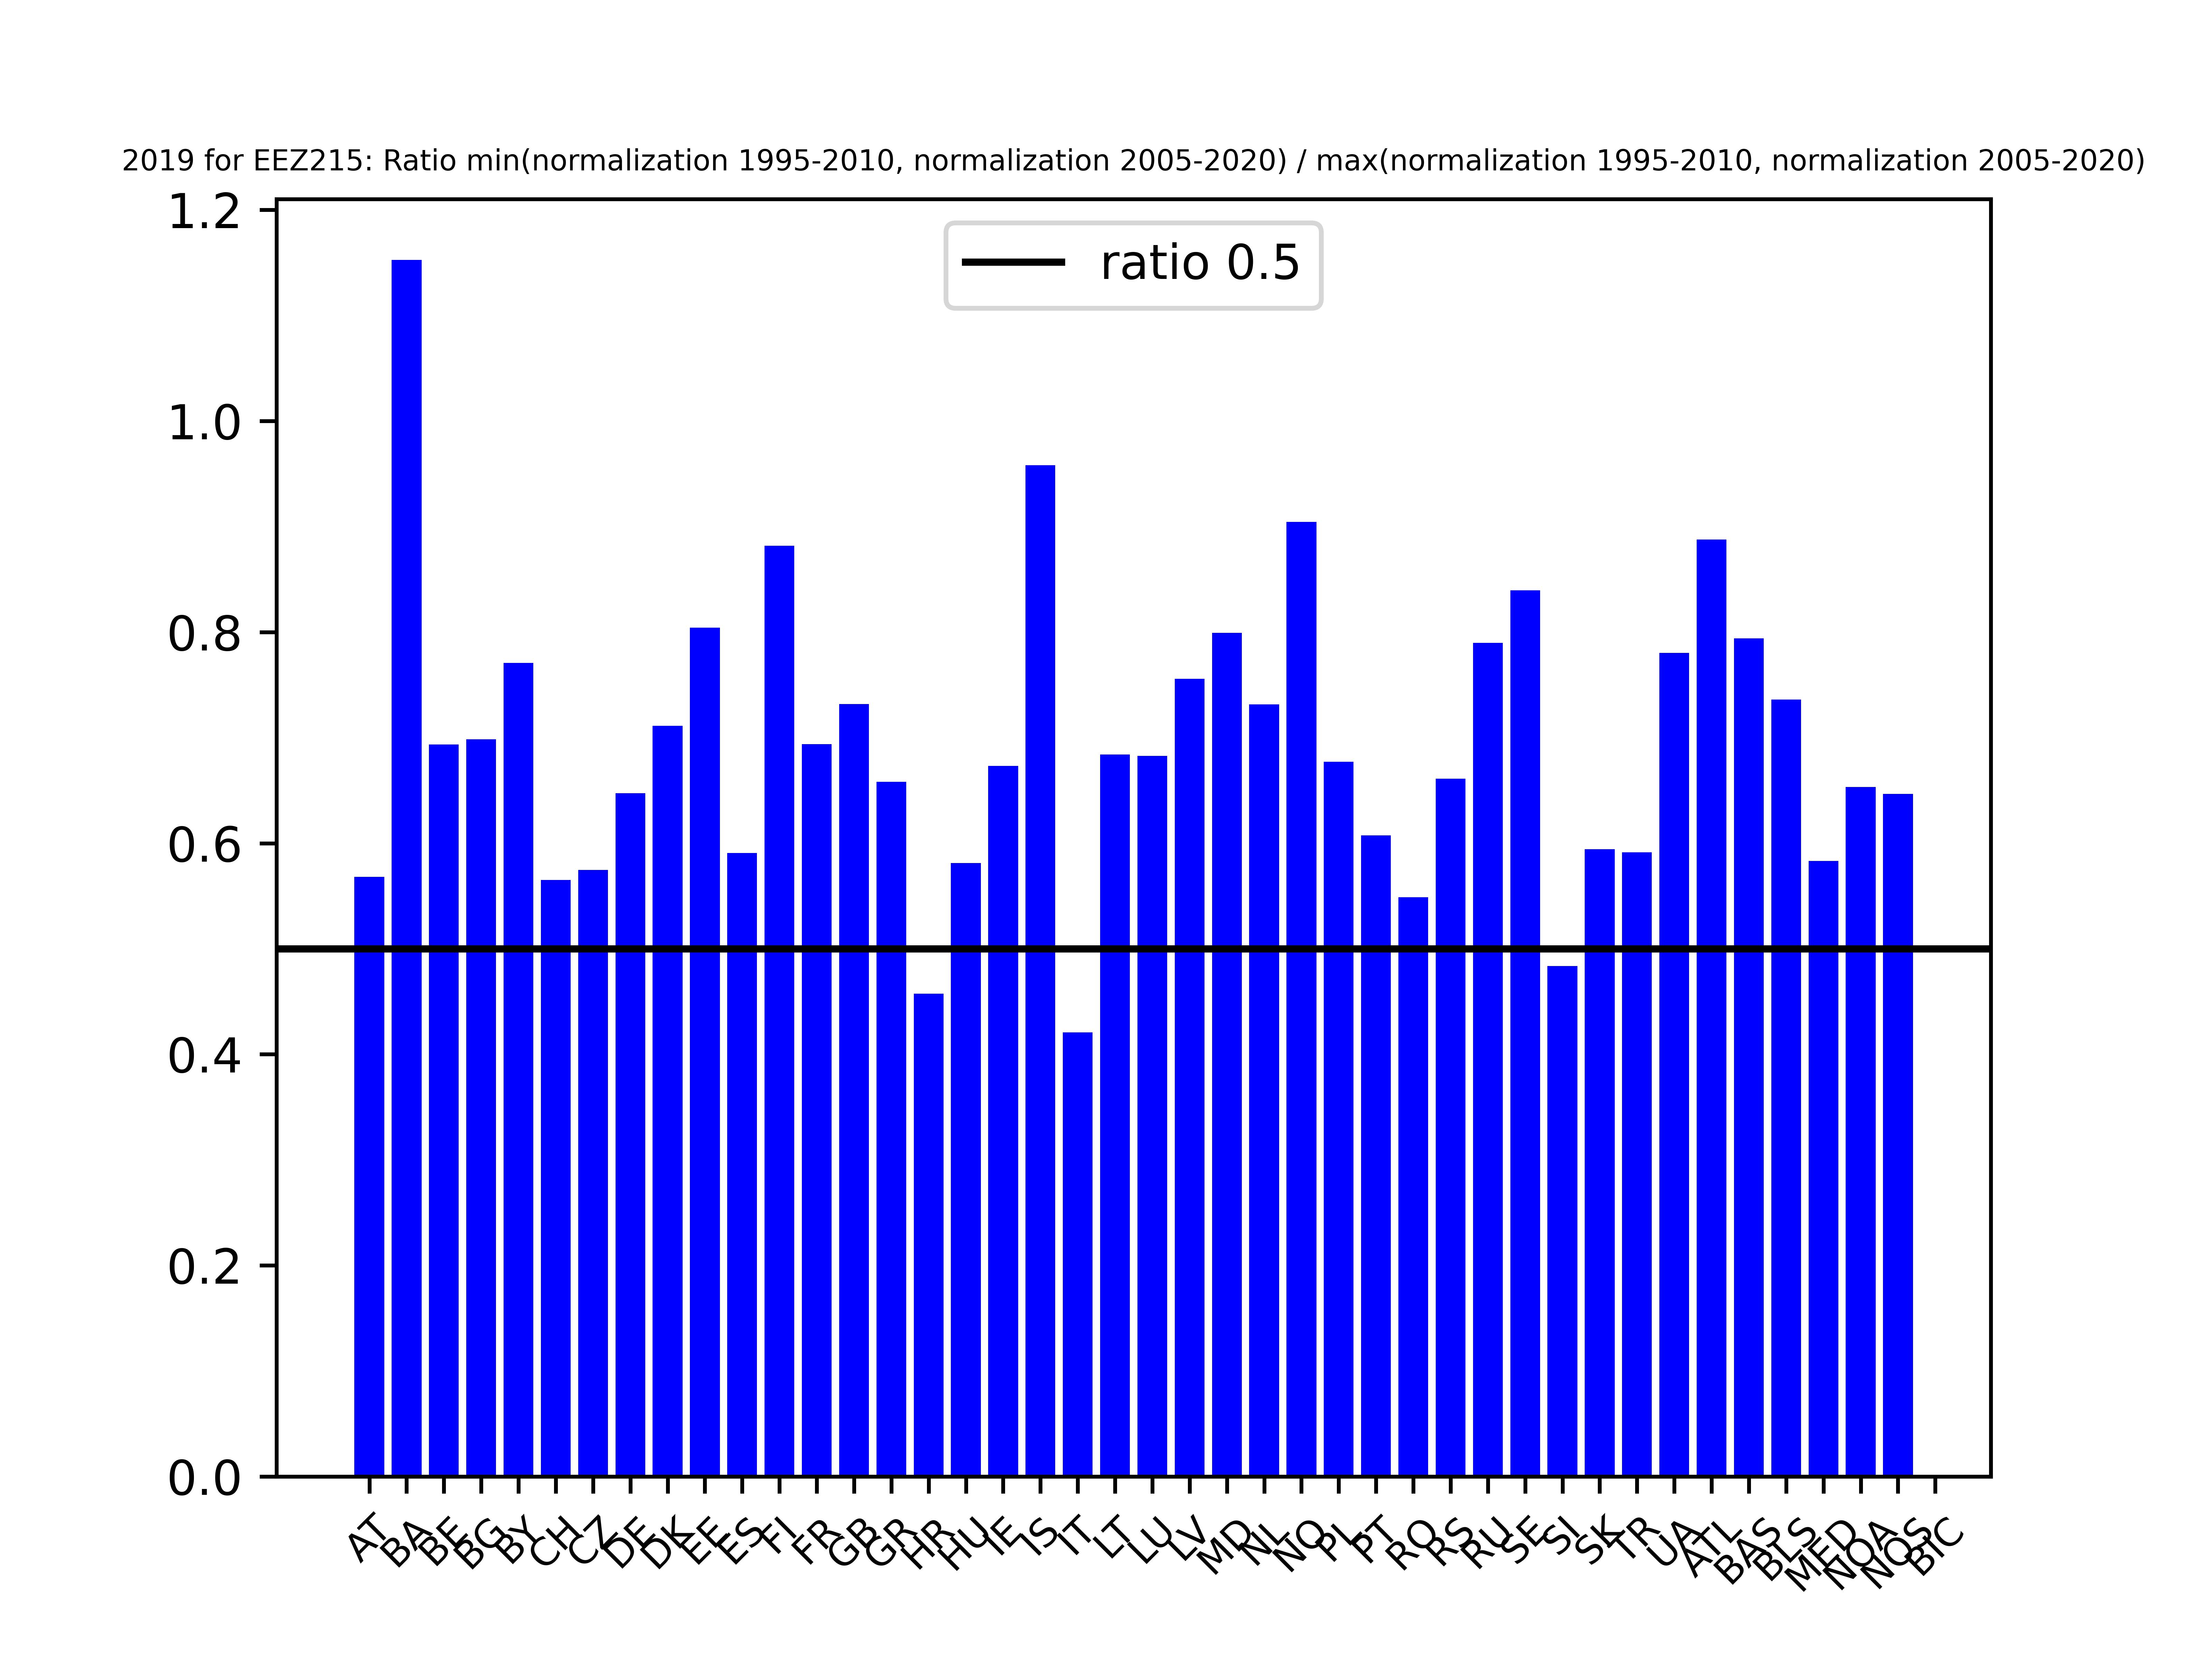 2019 for EEZ215: Ratio min(normalization 1995-2010, normalization 2005-2020) / max(normalization 1995-2010, normalization 2005-2020)
ratio 0.5
1.2
1.0
0.8
0.6
0.4
0.2
0.0
AT BA BE BG BY CH CZ DE DK EE ES FI FR GB GR HR HU IE IS IT LT LU LV MD NL NO PL PT RO RS RU SE SI SK TR UA ATL BAS BLS MED NOA NOS BIC